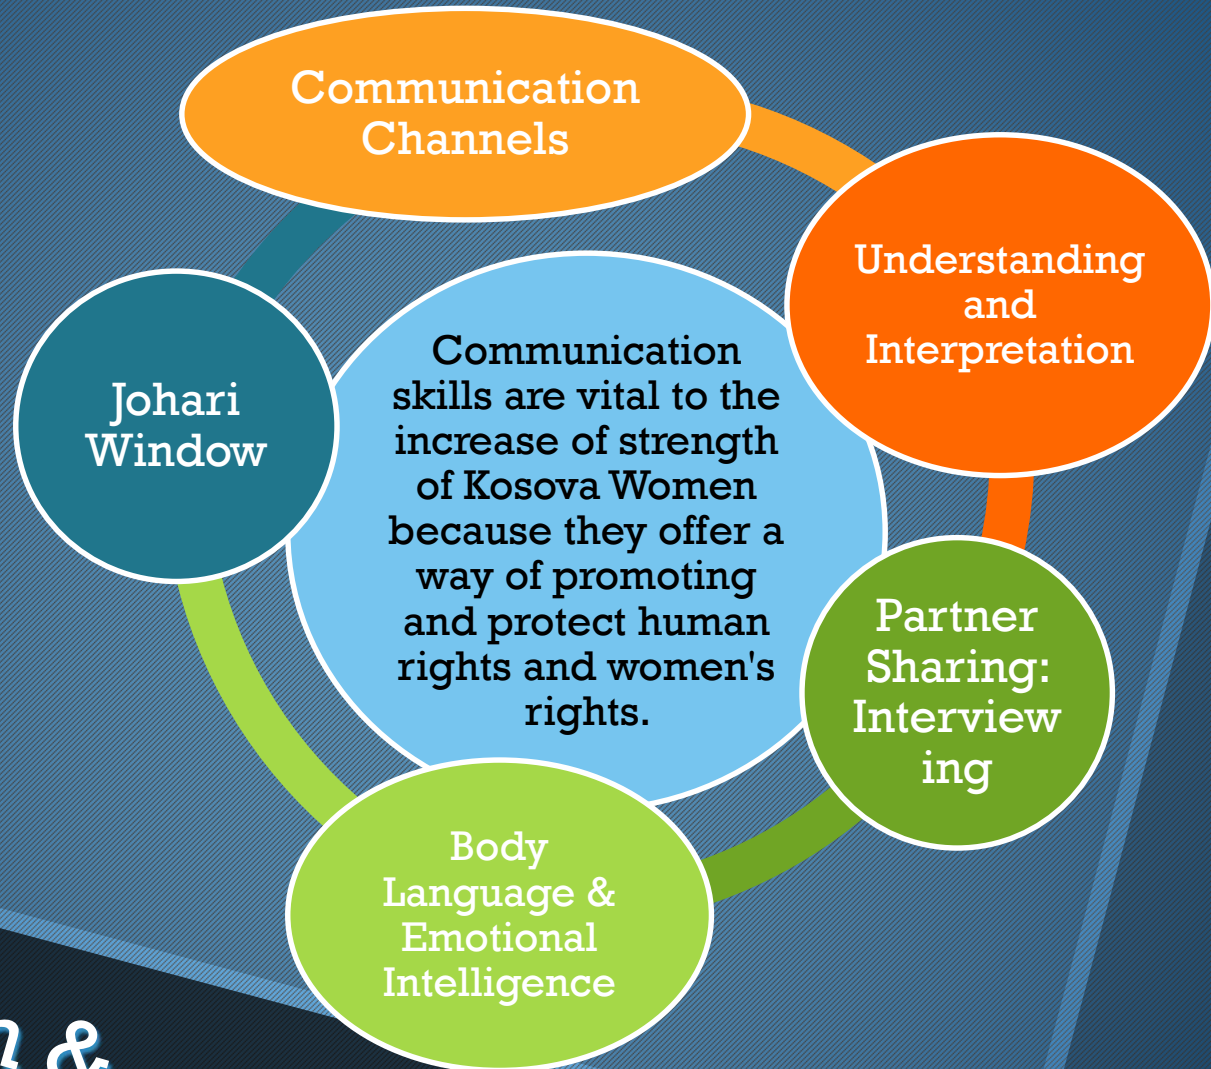 Communication
Channels
Understanding
and
Interpretation
Johari
Window
Communication
skills are vital to the
increase of strength
of Kosova Women
because they offer a
way of promoting
and protect human
rights and women's
rights.
Partner
Sharing:
Interview
ing
Body
Language &
Emotional
Intelligence
&